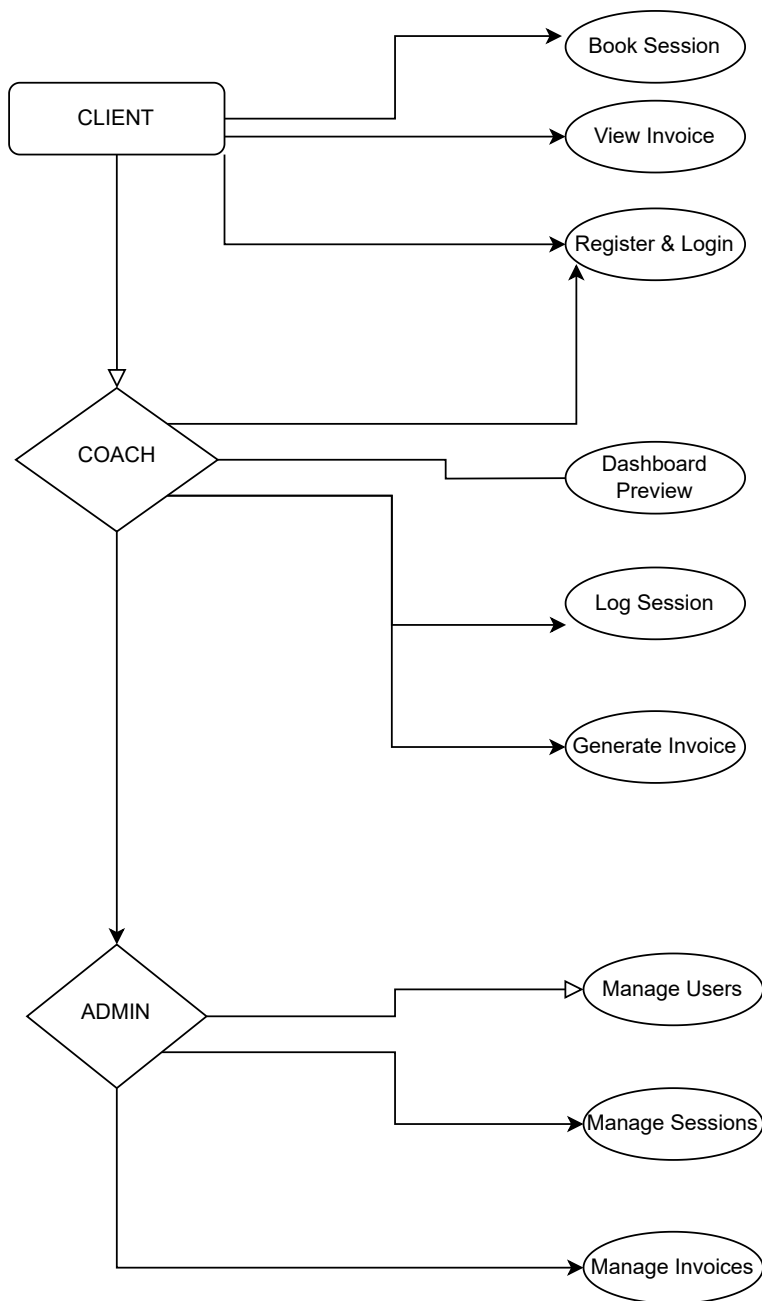 Book Session
CLIENT
View Invoice
Register & Login
COACH
Dashboard
Preview
Log Session
Generate Invoice
Manage Users
ADMIN
Manage Sessions
Manage Invoices